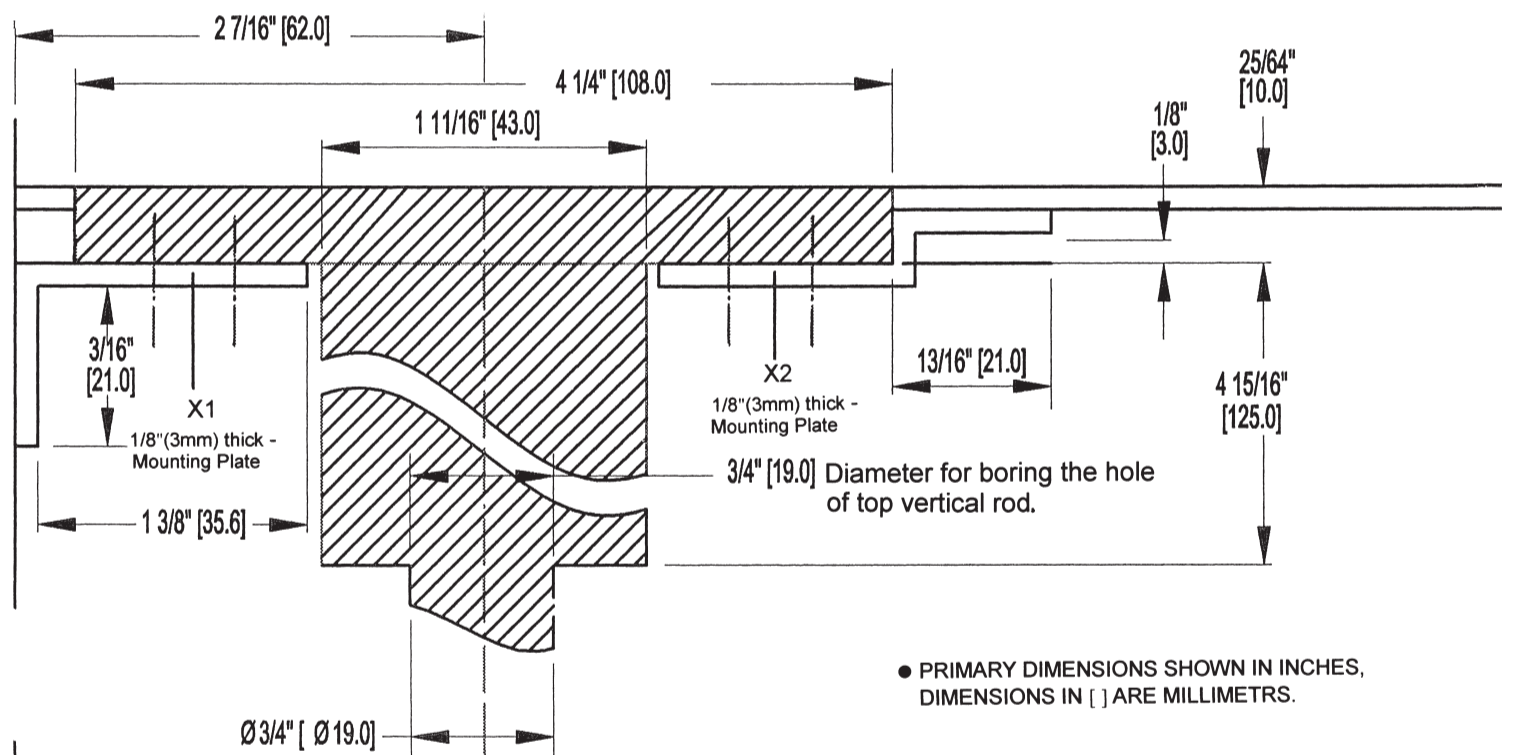 2 7/16" [62.0]
4 1/4" [108.0]
1 11/16" [43.0]
25/64"
[10.0]
1/8"
[3.0]
3/16"
[21.0]
X1
1/8"(3mm) thick -
Mounting Plate
1 3/8" [35.6]
X2
1/8"(3mm) thick -
Mounting Plate
13/16" [21.0]
4 15/16"
[125.0]
3/4" [19.0] Diameter for boring the hole
of top vertical rod.
● PRIMARY DIMENSIONS SHOWN IN INCHES,
DIMENSIONS IN [ ] ARE MILLIMETRS.
Ø3/4" [ Ø19.0]